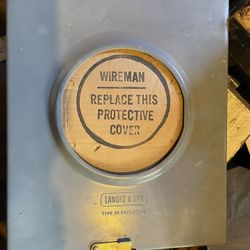 WIREMAN
REPLACE THIS
PROTECTIVE
COVER
LANDIS & GYR
TYPE 3R ENCLOSURE